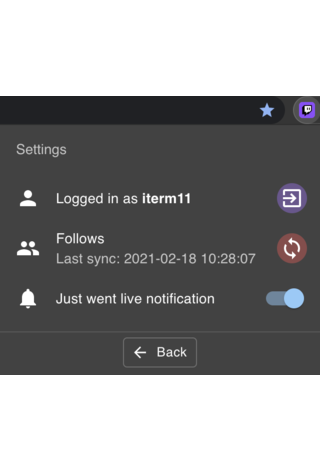 Settings
Logged in as iterm11
Follows
Last sync: 2021-02-18 10:28:07
Just went live notification
Back